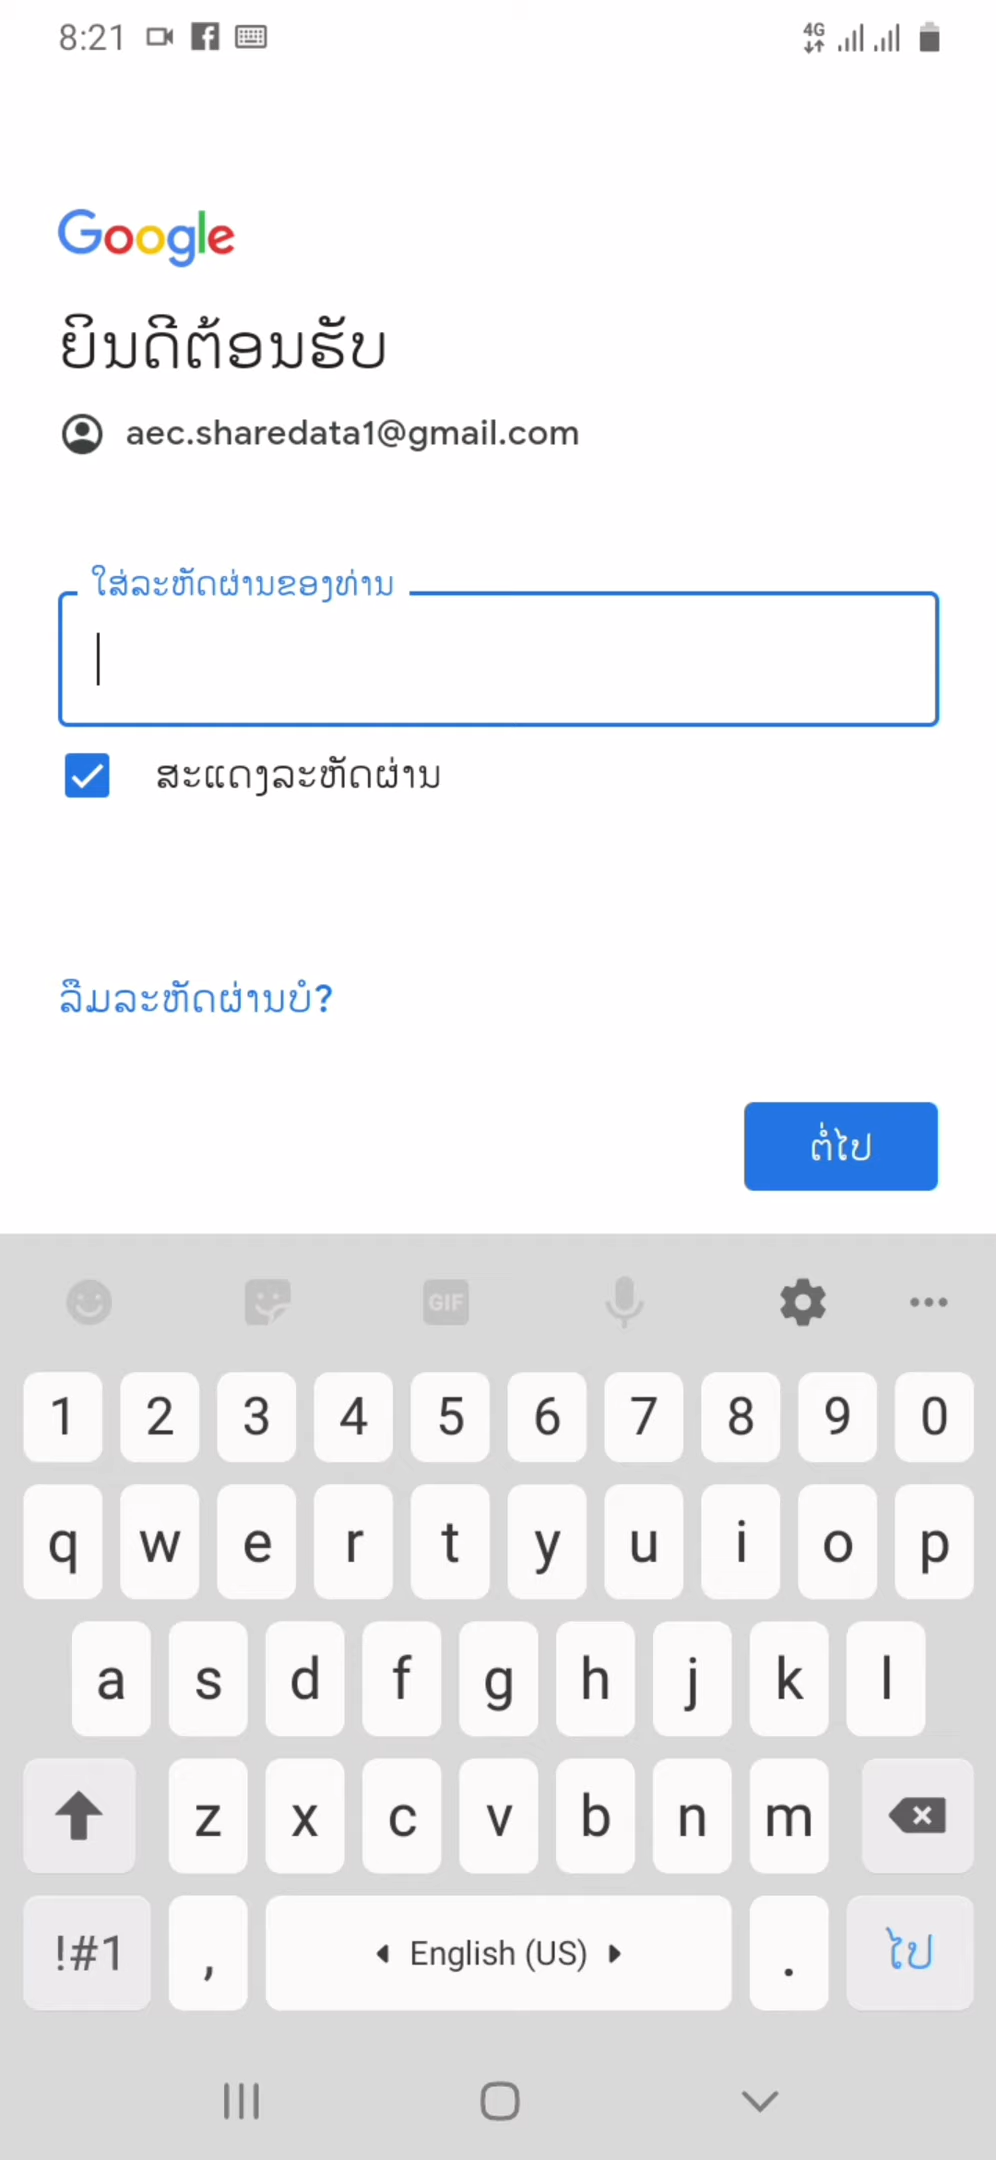 8:21
4G
Google
ຍິນດີຕ້ອນຮັບ
aec.sharedata1@gmail.com
ໃສ່ລະຫັດຜ່ານຂອງທ່ານ
ສະແດງລະຫັດຜ່ານ
ລືມລະຫັດຜ່ານບໍ?
ຕໍ່ໄປ
GIF
1 2 3 4 5 6 7 8 9 0
q w e r t y u i o p
a s d f g h j k l
z x c v b n m
!#1 , English (US) . ໄປ